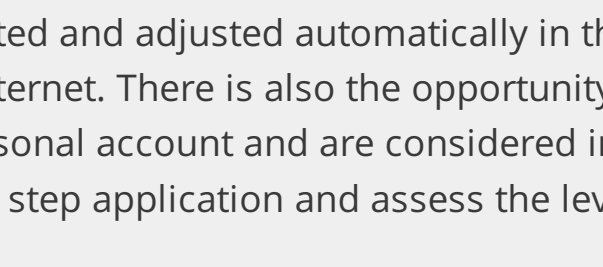 ted and adjusted automatically in th
ternet. There is also the opportunity
sonal account and are considered in
step application and assess the lev